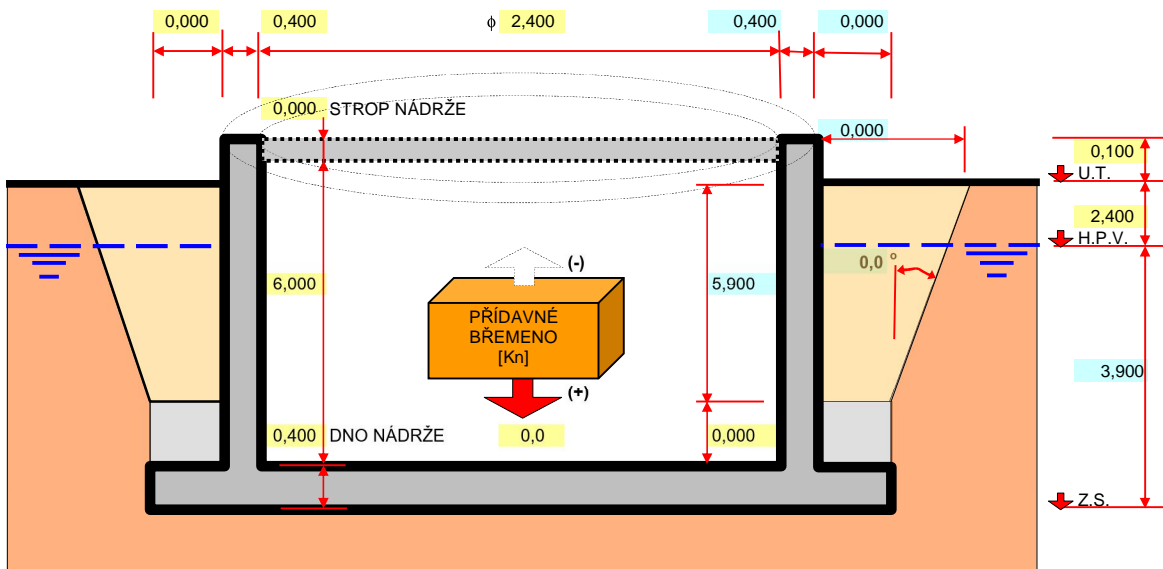 0,000 0,400 ϕ 2,400 0,400 0,000
0,000 STROP NÁDRŽE
0,000
0,100
U.T.
2,400
H.P.V.
0,0 °
(-)
6,000
5,900
PŘÍDAVNÉ
BŘEMENO
[Kn]
3,900
(+)
0,400 DNO NÁDRŽE
0,0
0,000
Z.S.